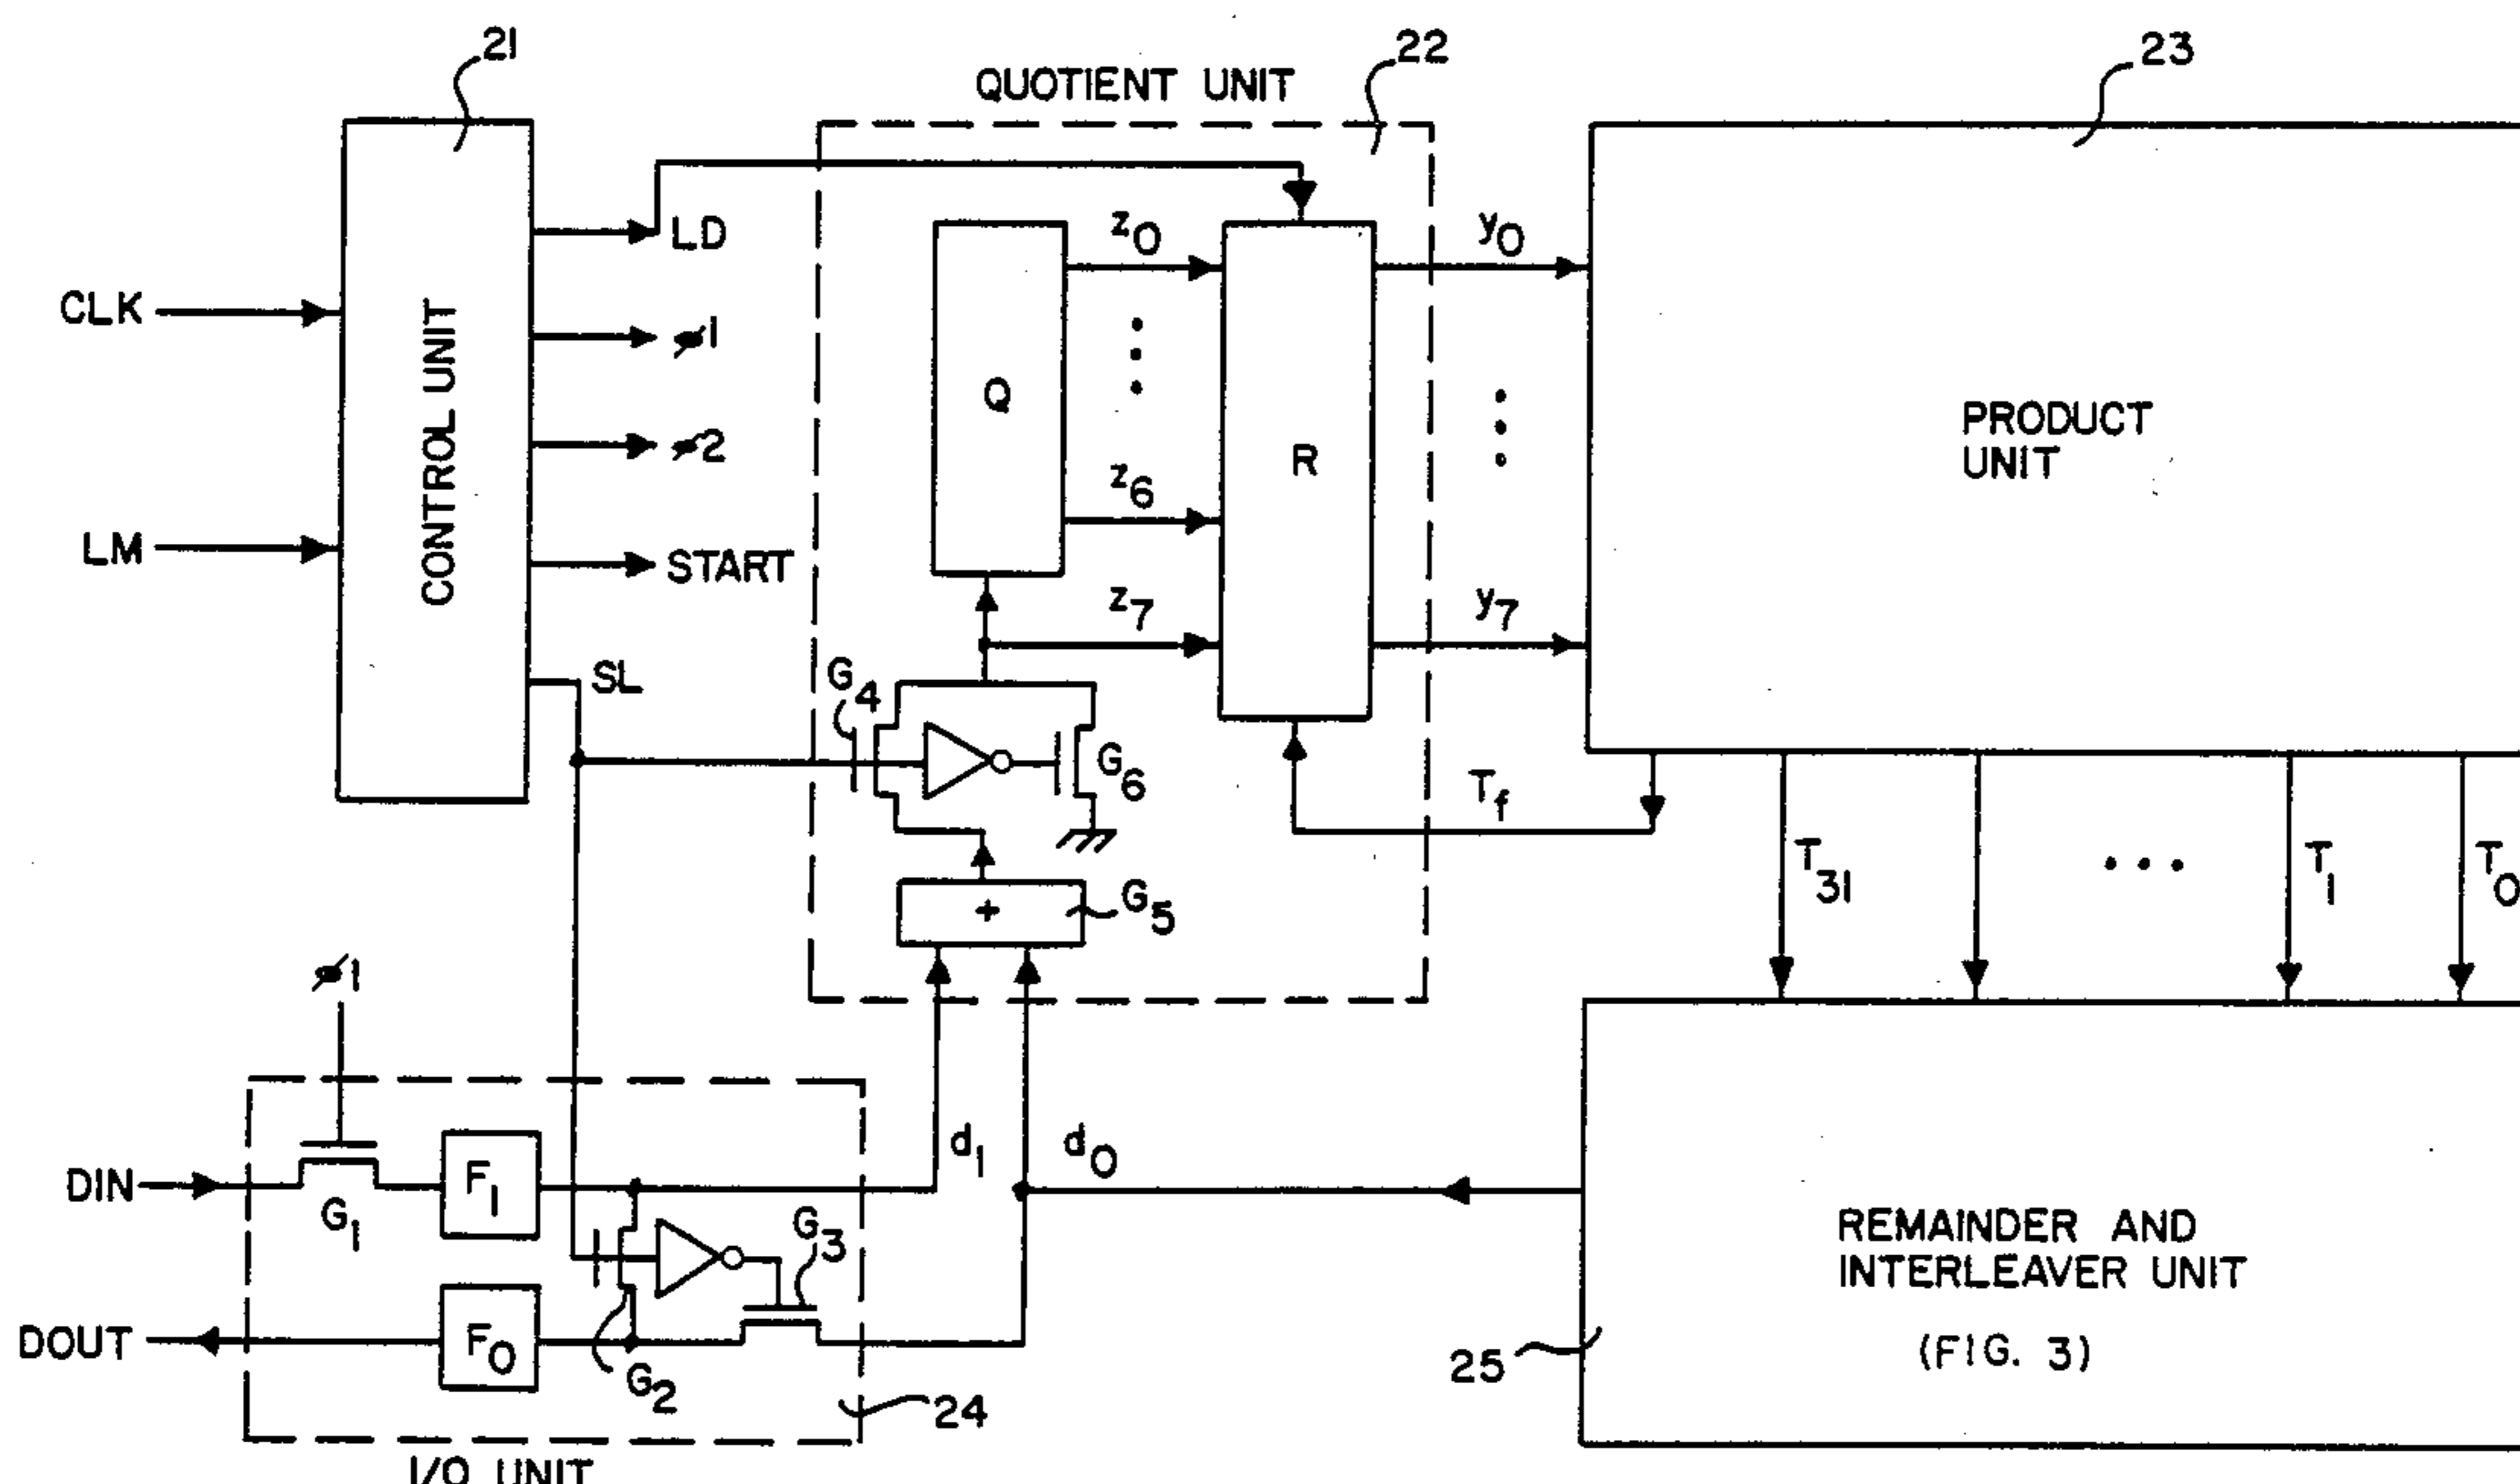 21
QUOTIENT UNIT
22
23
LD
z0
y0
CLK
ø1
CONTROL UNIT
Q
R
PRODUCT
UNIT
ø2
z6
LM
START
z7
y7
SL
G4
G6
Tf
T31
T1
T0
+
G5
ø1
d1
d0
DIN
G1
F1
G3
REMAINDER AND
INTERLEAVER UNIT
DOUT
F0
G2
25
(FIG. 3)
24
I/O UNIT